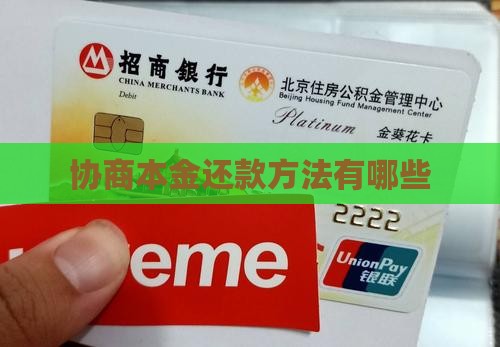 招商银行
CHINA MERCHANTS BANK
Debit
北京住房公积金管理中心
Beijing Housing Fund Management Center
Platinum
金葵花卡
协商本金还款方法有哪些
2222
eme
UnionPay
银联